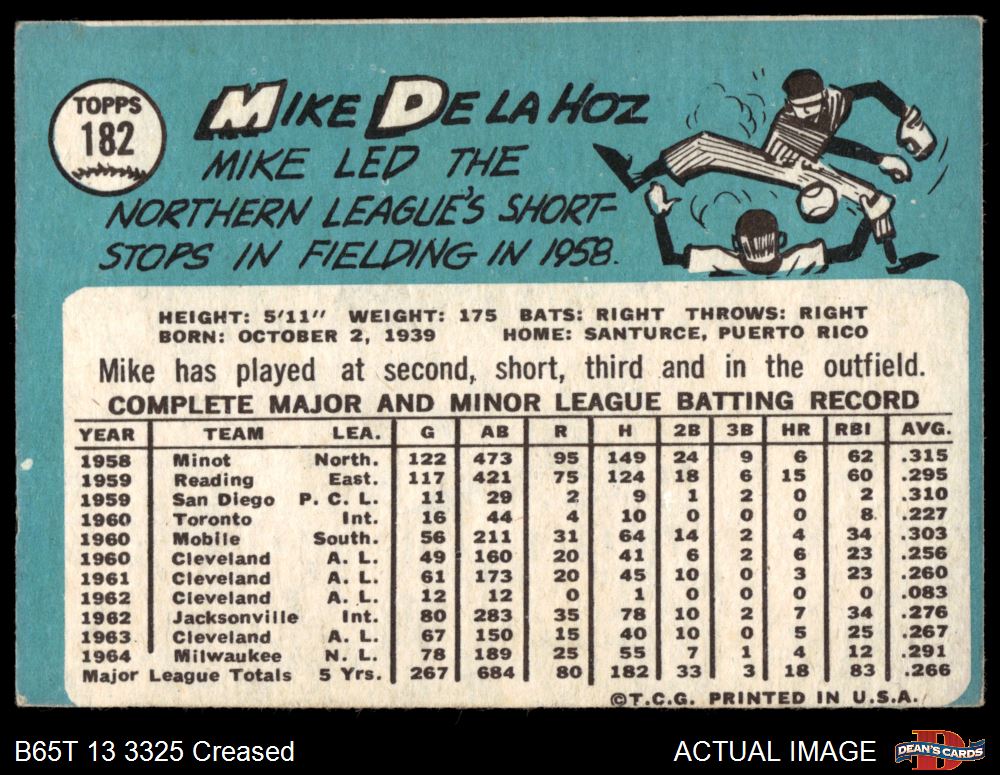 TOPPS
182
MIKE DE LA HOZ
MIKE LED THE
NORTHERN LEAGUE'S SHORT-
STOPS IN FIELDING IN 1958.
HEIGHT: 5'11" WEIGHT: 175 BATS: RIGHT THROWS: RIGHT
BORN: OCTOBER 2, 1939 HOME: SANTURCE, PUERTO RICO
Mike has played at second, short, third and in the outfield.
COMPLETE MAJOR AND MINOR LEAGUE BATTING RECORD
YEAR TEAM LEA. G AB R H 2B 3B HR RBI AVG.
1958 Minot North. 122 473 95 149 24 9 6 62 .315
1959 Reading East. 117 421 75 124 18 6 15 60 .295
1959 San Diego P. C. L. 11 29 2 9 1 2 0 2 .310
1960 Toronto Int. 16 44 4 10 0 0 0 8 .227
1960 Mobile South. 56 211 31 64 14 2 4 34 .303
1960 Cleveland A. L. 49 160 20 41 6 2 6 23 .256
1961 Cleveland A. L. 61 173 20 45 10 0 3 23 .260
1962 Cleveland A. L. 12 12 0 1 0 0 0 0 .083
1962 Jacksonville Int. 80 283 35 78 10 2 7 34 .276
1963 Cleveland A. L. 67 150 15 40 10 0 5 25 .267
1964 Milwaukee N. L. 78 189 25 55 7 1 4 12 .291
Major League Totals 5 Yrs. 267 684 80 182 33 3 18 83 .266
©T.C.G. PRINTED IN U.S.A.
B65T 13 3325 Creased
ACTUAL IMAGE
DEAN'S CARDS